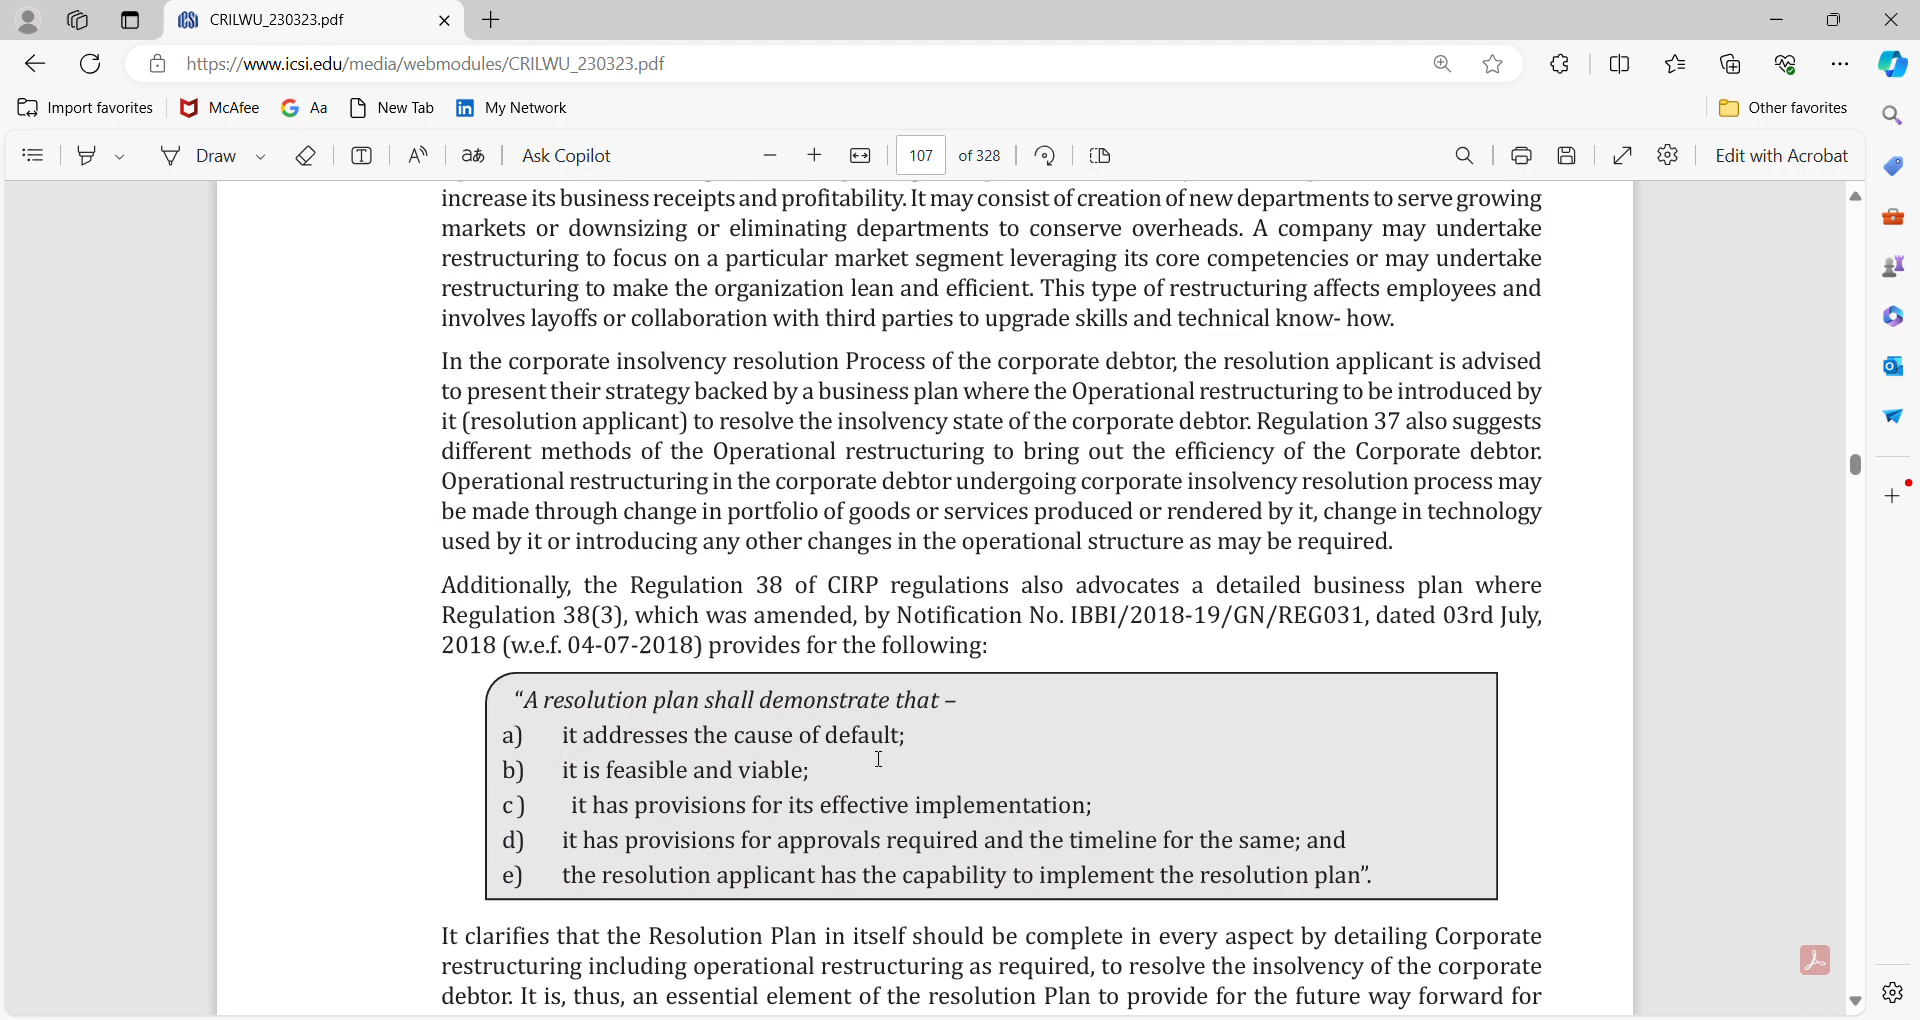 CRILWU_230323.pdf
https://www.icsi.edu/media/webmodules/CRILWU_230323.pdf
Import favorites McAfee Aa New Tab My Network Other favorites
Draw Ask Copilot 107 of 328 Edit with Acrobat
increase its business receipts and profitability. It may consist of creation of new departments to serve growing
markets or downsizing or eliminating departments to conserve overheads. A company may undertake
restructuring to focus on a particular market segment leveraging its core competencies or may undertake
restructuring to make the organization lean and efficient. This type of restructuring affects employees and
involves layoffs or collaboration with third parties to upgrade skills and technical know- how.
In the corporate insolvency resolution Process of the corporate debtor, the resolution applicant is advised
to present their strategy backed by a business plan where the Operational restructuring to be introduced by
it (resolution applicant) to resolve the insolvency state of the corporate debtor. Regulation 37 also suggests
different methods of the Operational restructuring to bring out the efficiency of the Corporate debtor.
Operational restructuring in the corporate debtor undergoing corporate insolvency resolution process may
be made through change in portfolio of goods or services produced or rendered by it, change in technology
used by it or introducing any other changes in the operational structure as may be required.
Additionally, the Regulation 38 of CIRP regulations also advocates a detailed business plan where
Regulation 38(3), which was amended, by Notification No. IBBI/2018-19/GN/REG031, dated 03rd July,
2018 (w.e.f. 04-07-2018) provides for the following:
“A resolution plan shall demonstrate that –
a) it addresses the cause of default;
b) it is feasible and viable;
c) it has provisions for its effective implementation;
d) it has provisions for approvals required and the timeline for the same; and
e) the resolution applicant has the capability to implement the resolution plan”.
It clarifies that the Resolution Plan in itself should be complete in every aspect by detailing Corporate
restructuring including operational restructuring as required, to resolve the insolvency of the corporate
debtor. It is, thus, an essential element of the resolution Plan to provide for the future way forward for